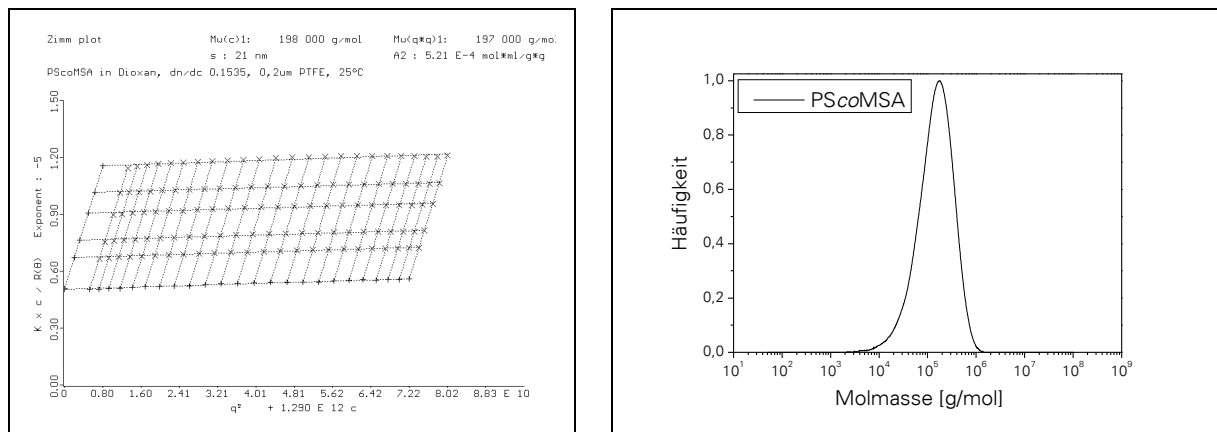 Zimm plot Mw(c)1: 198 000 g/mol Mw(q*q)1: 197 000 g/mo
s : 21 nm A2 : 5.21 E-4 mol*ml/g*g
PScoMSA in Dioxan, dn/dc 0.1535, 0,2um PTFE, 25°C
K x c / R(θ) Exponent : -5
1.50
1.20
0.90
0.60
0.30
0.00
0.0 0.80 1.60 2.41 3.21 4.01 4.81 5.62 6.42 7.22 8.02 8.83 E 10
q² + 1.290 E 12 c
PScoMSA
Häufigkeit
1,0
0,8
0,6
0,4
0,2
0,0
10¹ 10² 10³ 10⁴ 10⁵ 10⁶ 10⁷ 10⁸ 10⁹
Molmasse [g/mol]